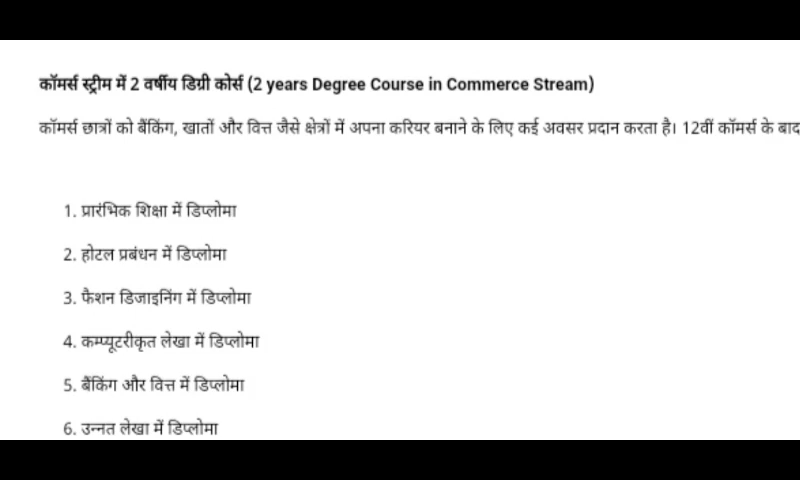 कॉमर्स स्ट्रीम में 2 वर्षीय डिग्री कोर्स (2 years Degree Course in Commerce Stream)
कॉमर्स छात्रों को बैंकिंग, खातों और वित्त जैसे क्षेत्रों में अपना करियर बनाने के लिए कई अवसर प्रदान करता है। 12वीं कॉमर्स के बाद
1. प्रारंभिक शिक्षा में डिप्लोमा
2. होटल प्रबंधन में डिप्लोमा
3. फैशन डिजाइनिंग में डिप्लोमा
4. कम्प्यूटरीकृत लेखा में डिप्लोमा
5. बैंकिंग और वित्त में डिप्लोमा
6. उन्नत लेखा में डिप्लोमा